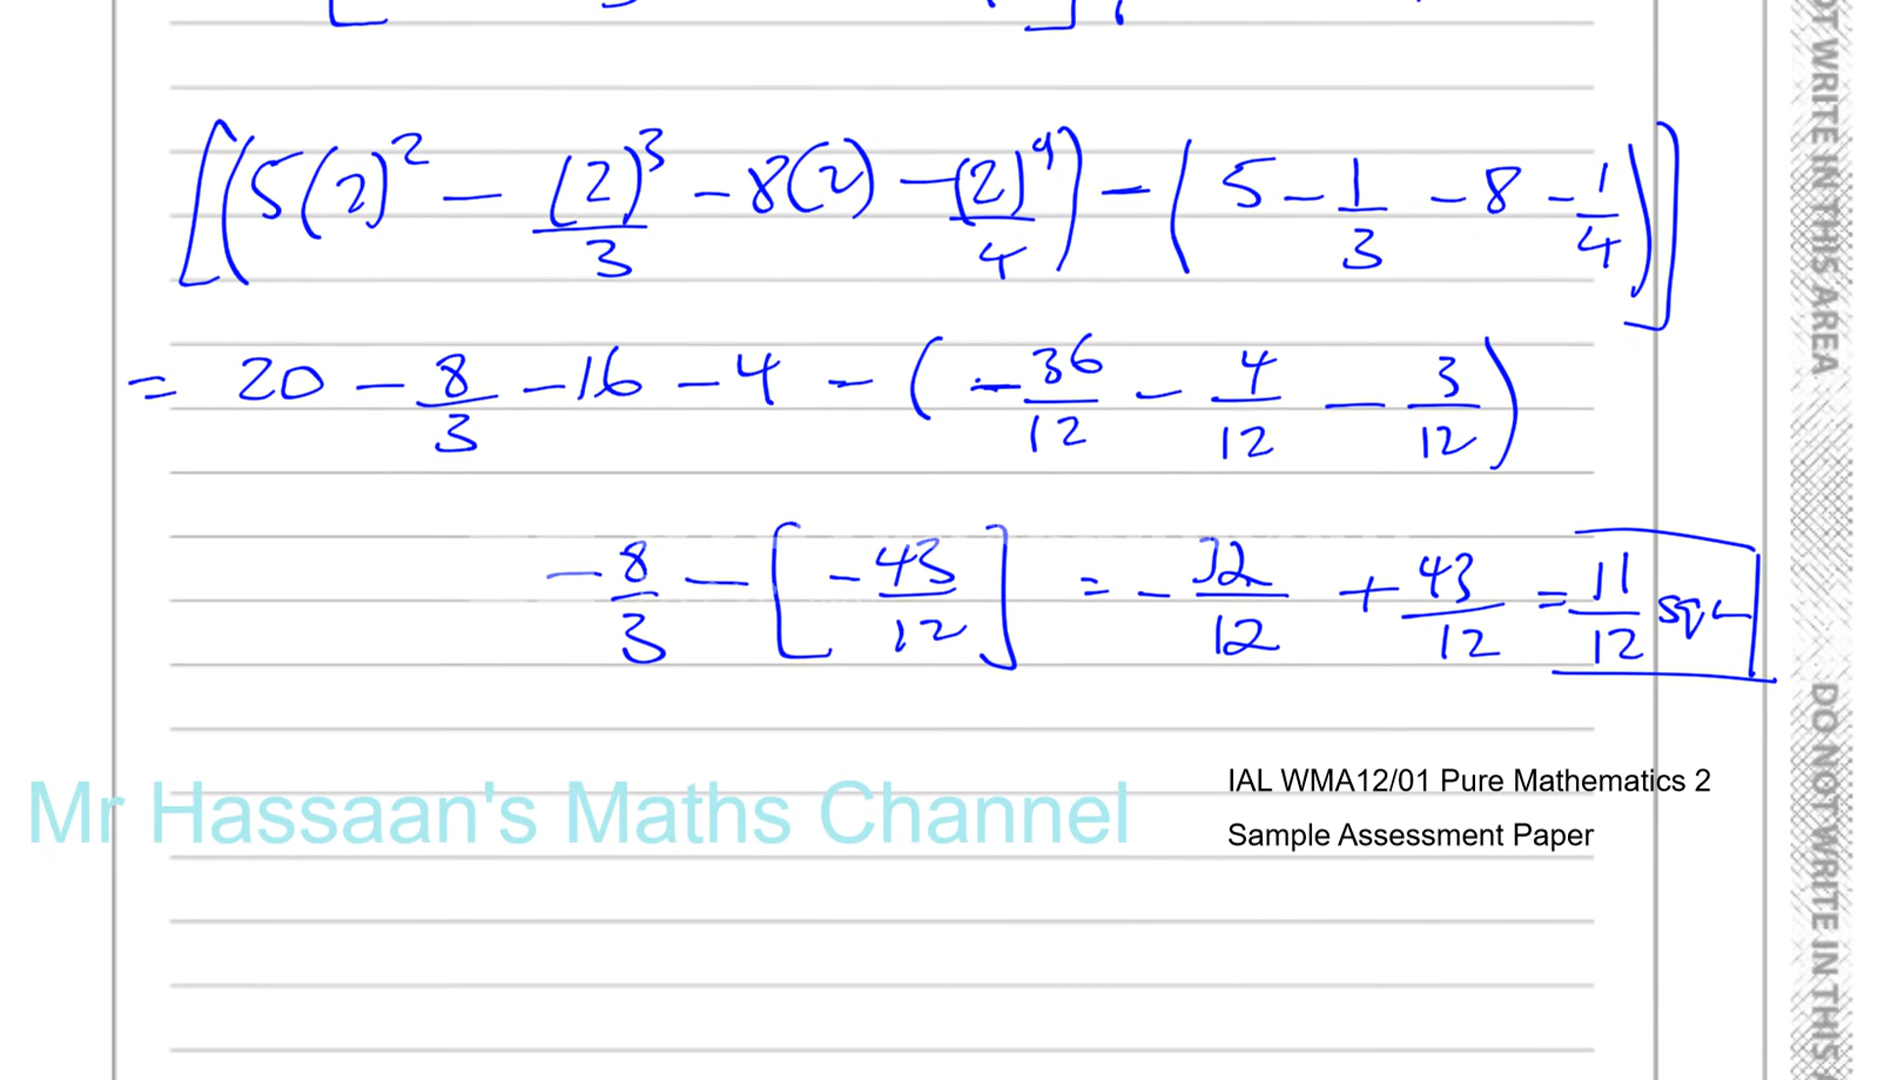 [(5(2)² − (2)³/3 − 8(2) − (2)⁴/4) − (5 − 1/3 − 8 − 1/4)]
= 20 − 8/3 − 16 − 4 − (−36/12 − 4/12 − 3/12)
−8/3 − [−43/12] = −32/12 + 43/12 = 11/12 squ
IAL WMA12/01 Pure Mathematics 2
Mr Hassaan's Maths Channel
Sample Assessment Paper
WRITE IN THIS AREA
DO NOT WRITE IN THIS